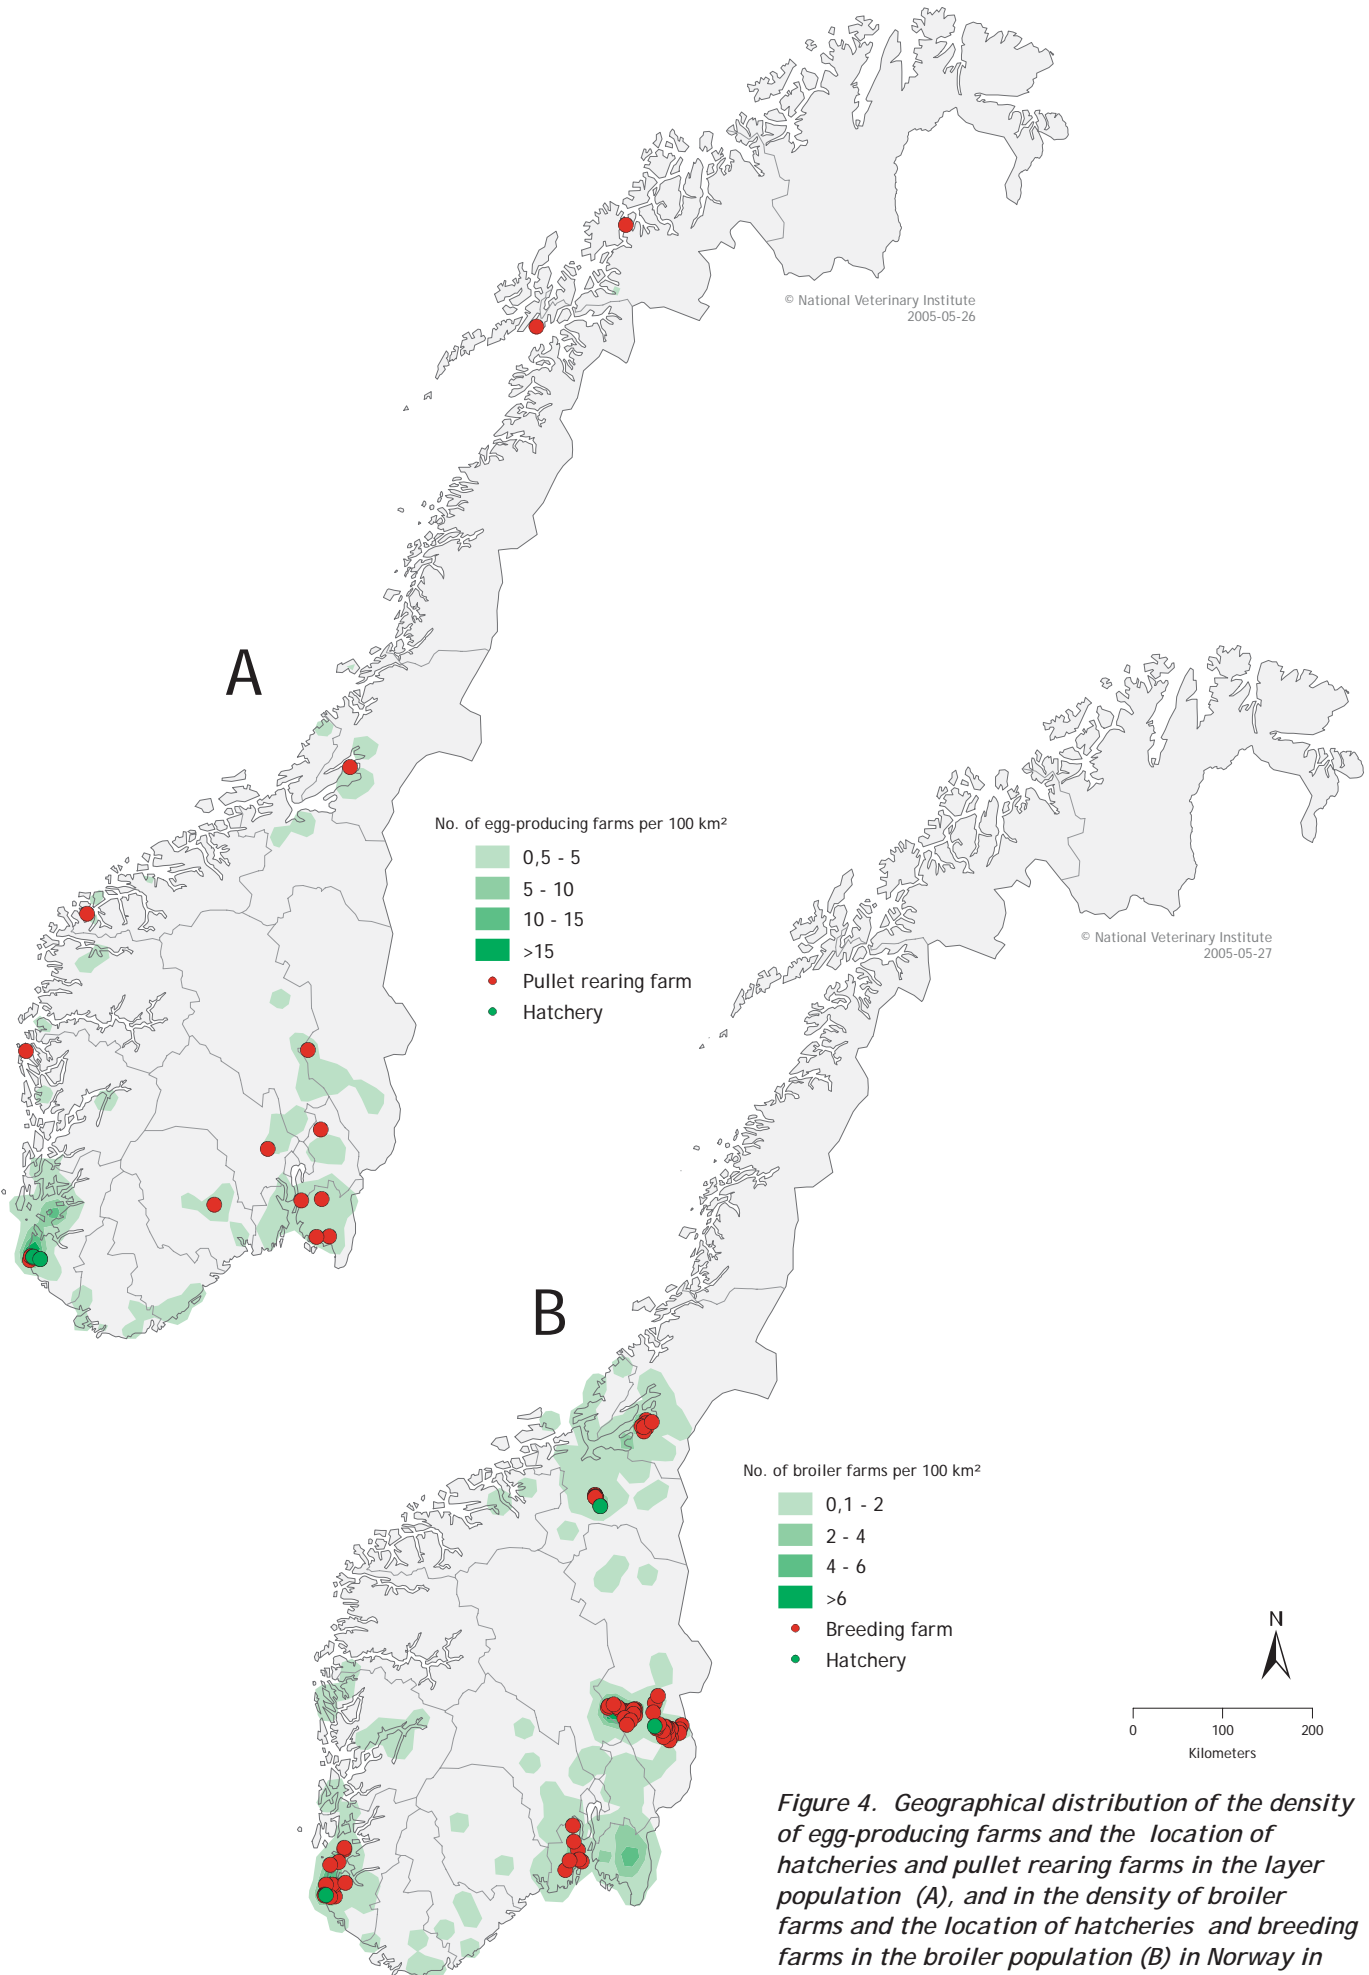 © National Veterinary Institute
2005-05-26
A
No. of egg-producing farms per 100 km²
0,5 - 5
5 - 10
10 - 15
>15
Pullet rearing farm
Hatchery
© National Veterinary Institute
2005-05-27
B
No. of broiler farms per 100 km²
0,1 - 2
2 - 4
4 - 6
>6
Breeding farm
Hatchery
N
0 100 200
Kilometers
Figure 4. Geographical distribution of the density
of egg-producing farms and the location of
hatcheries and pullet rearing farms in the layer
population (A), and in the density of broiler
farms and the location of hatcheries and breeding
farms in the broiler population (B) in Norway in